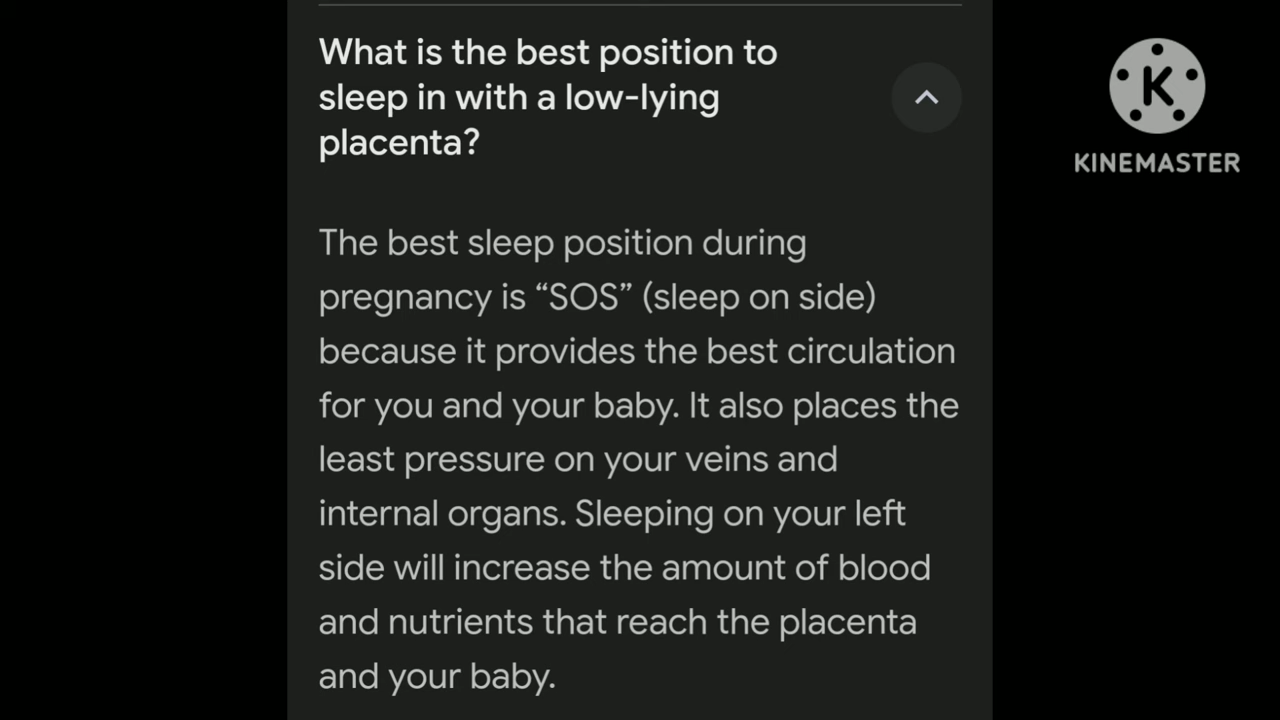 What is the best position to
sleep in with a low-lying
placenta?
K
KINEMASTER
The best sleep position during
pregnancy is “SOS” (sleep on side)
because it provides the best circulation
for you and your baby. It also places the
least pressure on your veins and
internal organs. Sleeping on your left
side will increase the amount of blood
and nutrients that reach the placenta
and your baby.